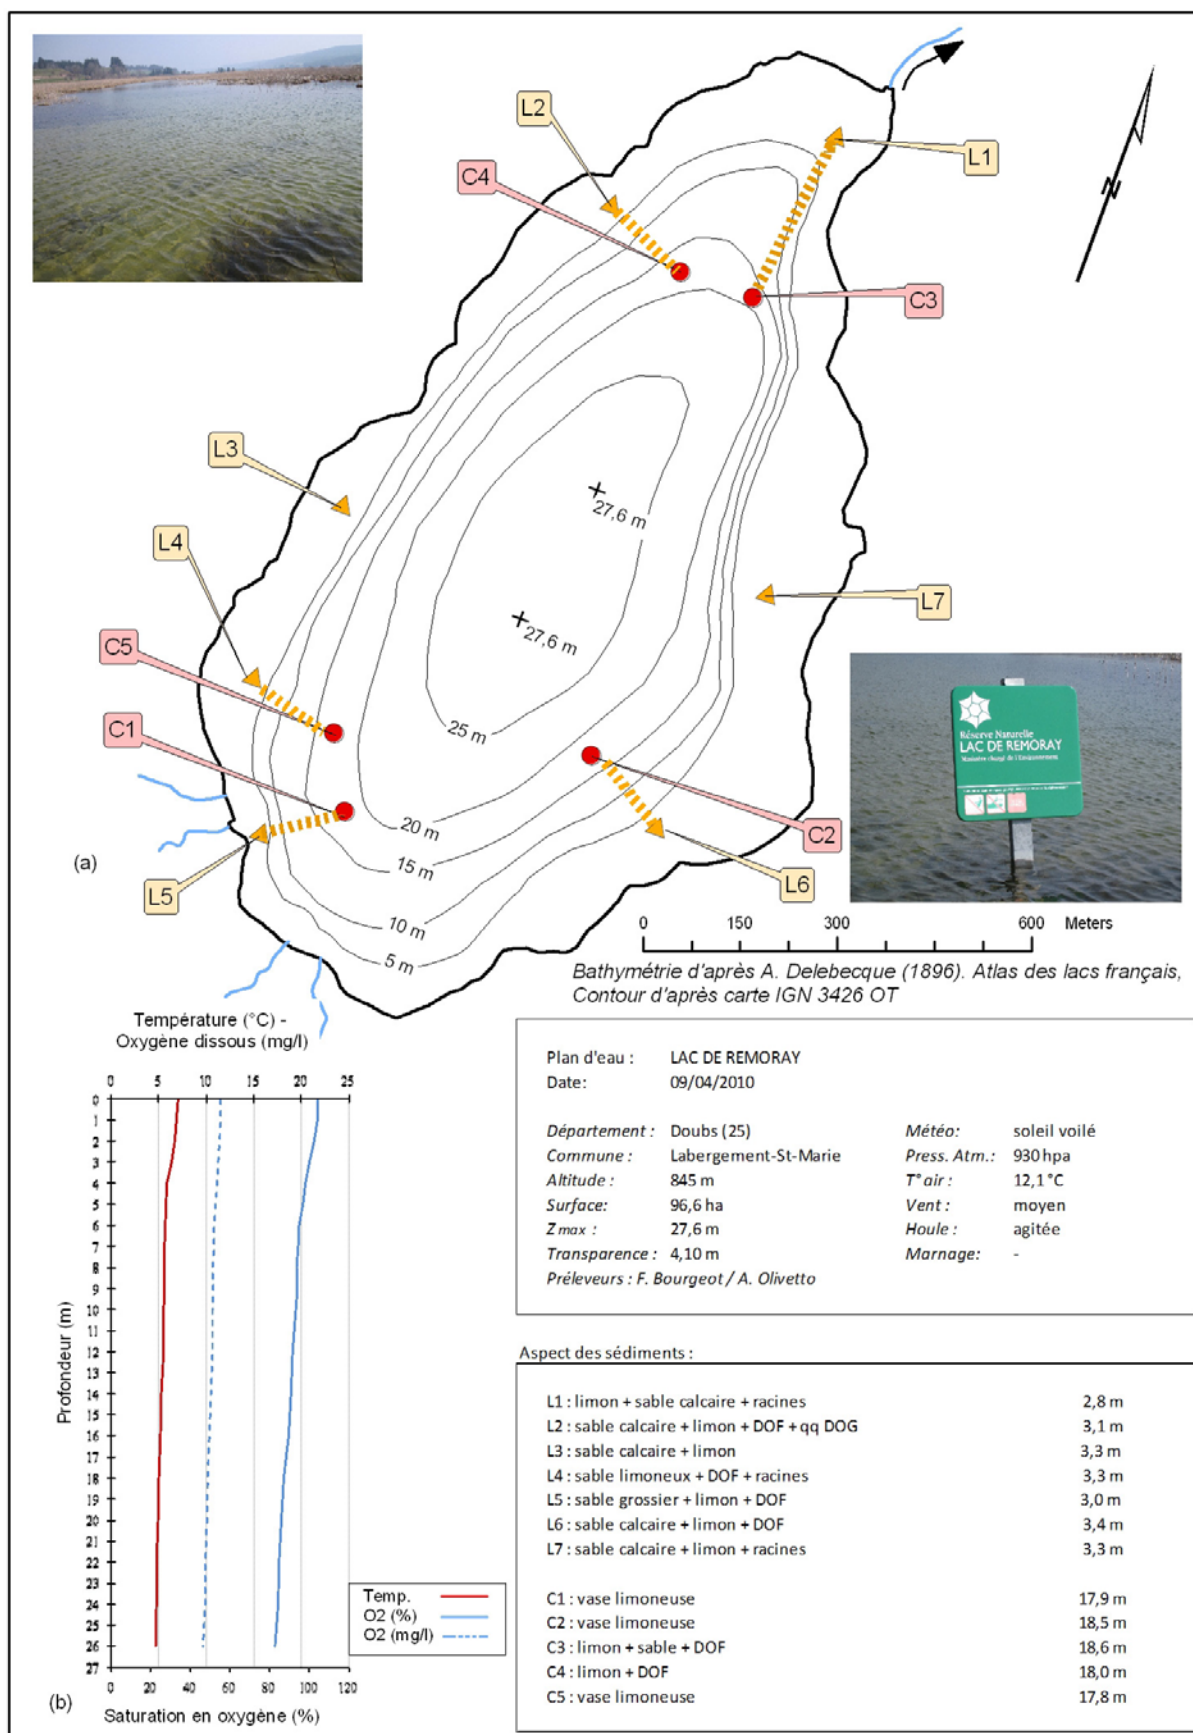 L2
L1
C4
C3
N
L3
27,6 m
L4
L7
27,6 m
C5
C1
25 m
Réserve Naturelle
LAC DE REMORAY
Ministère chargé de l'Environnement
20 m
C2
(a)
15 m
L5
L6
10 m
5 m
0 150 300 600 Meters
Bathymétrie d'après A. Delebecque (1896). Atlas des lacs français,
Contour d'après carte IGN 3426 OT
Température (°C) -
Oxygène dissous (mg/l)
0 5 10 15 20 25
Profondeur (m)
0
1
2
3
4
5
6
7
8
9
10
11
12
13
14
15
16
17
18
19
20
21
22
23
24
25
26
27
Temp.
O2 (%)
O2 (mg/l)
0 20 40 60 80 100 120
(b)
Saturation en oxygène (%)
Plan d'eau : LAC DE REMORAY
Date: 09/04/2010
Département : Doubs (25) Météo: soleil voilé
Commune : Labergement-St-Marie Press. Atm.: 930 hpa
Altitude : 845 m T° air : 12,1 °C
Surface: 96,6 ha Vent : moyen
Z max : 27,6 m Houle : agitée
Transparence : 4,10 m Marnage: -
Préleveurs : F. Bourgeot / A. Olivetto
Aspect des sédiments :
L1 : limon + sable calcaire + racines 2,8 m
L2 : sable calcaire + limon + DOF + qq DOG 3,1 m
L3 : sable calcaire + limon 3,3 m
L4 : sable limoneux + DOF + racines 3,3 m
L5 : sable grossier + limon + DOF 3,0 m
L6 : sable calcaire + limon + DOF 3,4 m
L7 : sable calcaire + limon + racines 3,3 m
C1 : vase limoneuse 17,9 m
C2 : vase limoneuse 18,5 m
C3 : limon + sable + DOF 18,6 m
C4 : limon + DOF 18,0 m
C5 : vase limoneuse 17,8 m